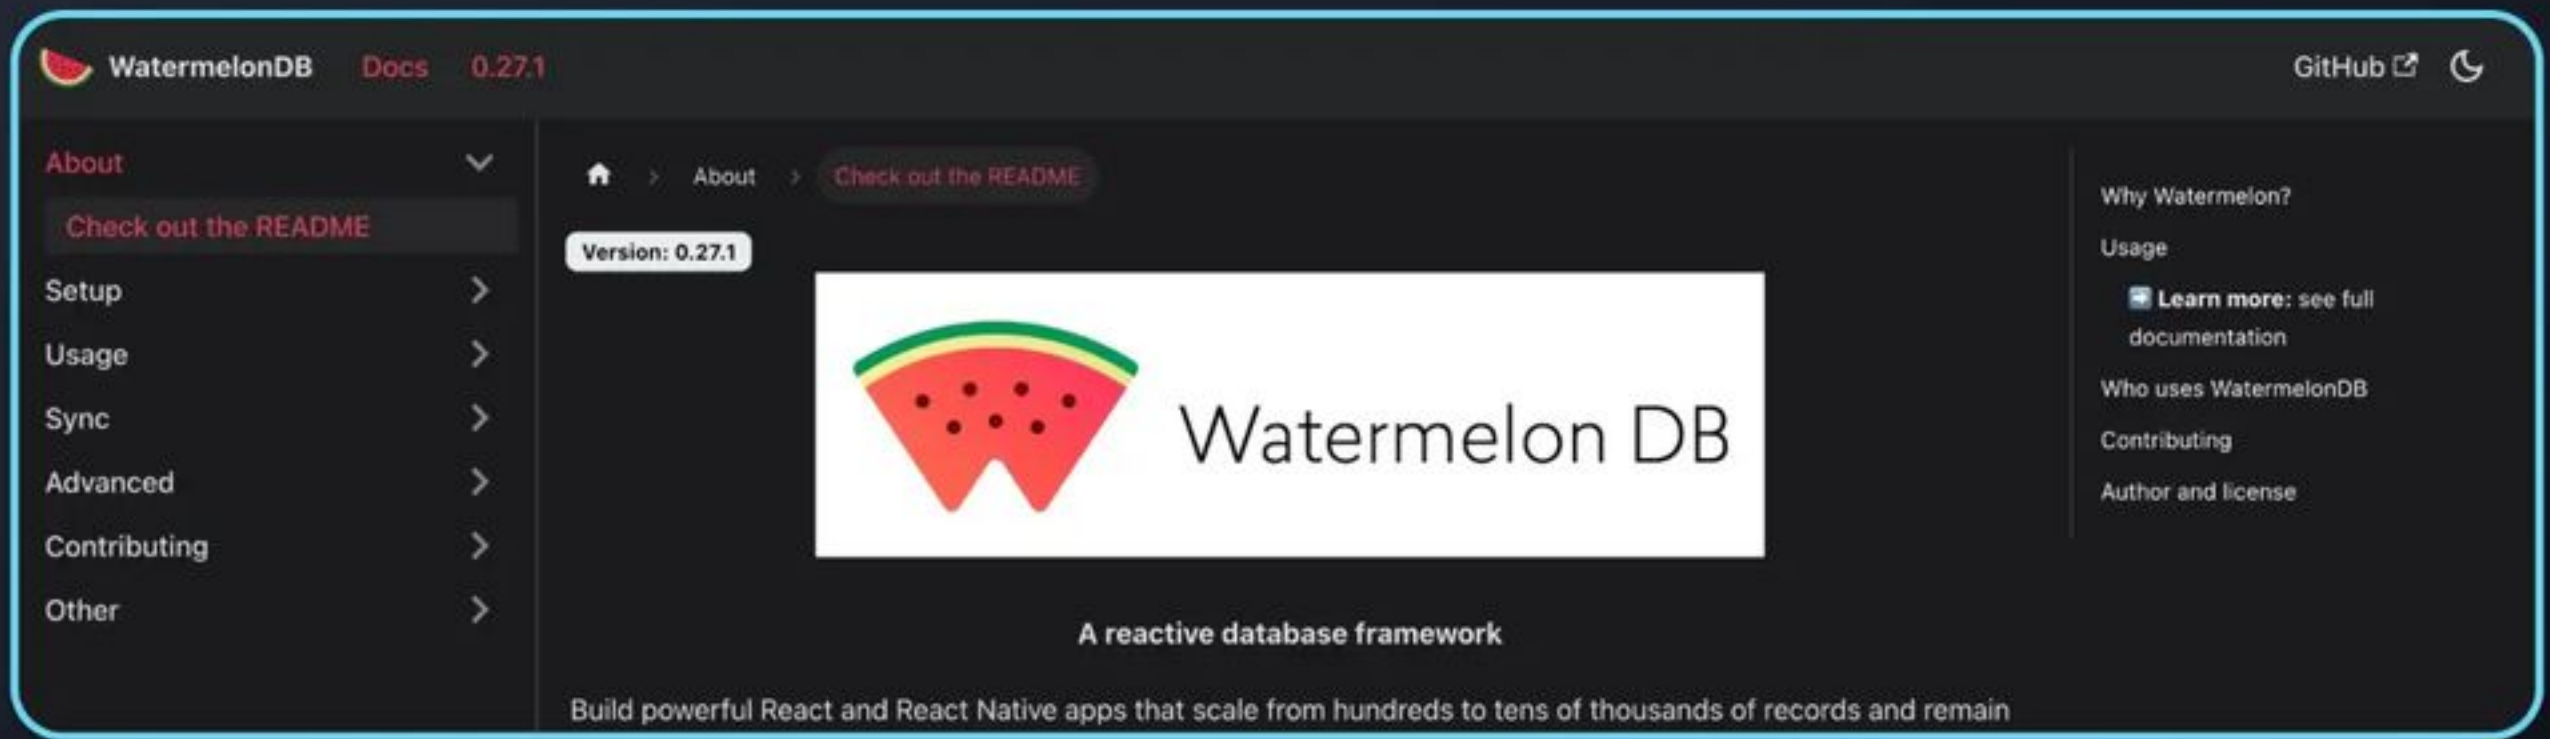 WatermelonDB Docs 0.27.1 GitHub
About
Check out the README
Setup
Usage
Sync
Advanced
Contributing
Other
About Check out the README
Version: 0.27.1
Watermelon DB
A reactive database framework
Build powerful React and React Native apps that scale from hundreds to tens of thousands of records and remain
Why Watermelon?
Usage
Learn more: see full
documentation
Who uses WatermelonDB
Contributing
Author and license